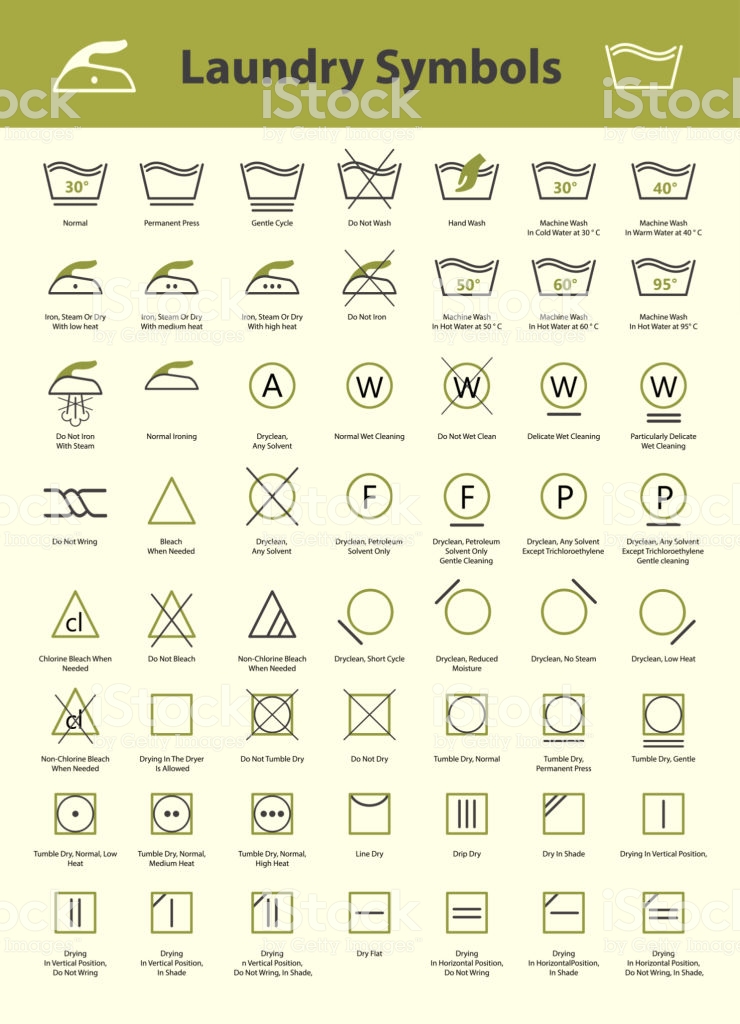 Laundry Symbols
30°
30°
40°
Normal
Permanent Press
Gentle Cycle
Do Not Wash
Hand Wash
Machine Wash
In Cold Water at 30 ° C
Machine Wash
In Warm Water at 40 ° C
50°
60°
95°
Iron, Steam Or Dry
With low heat
Iron, Steam Or Dry
With medium heat
Iron, Steam Or Dry
With high heat
Do Not Iron
Machine Wash
In Hot Water at 50 ° C
Machine Wash
In Hot Water at 60 ° C
Machine Wash
In Hot Water at 95° C
A
W
W
W
W
Do Not Iron
With Steam
Normal Ironing
Dryclean,
Any Solvent
Normal Wet Cleaning
Do Not Wet Clean
Delicate Wet Cleaning
Particularly Delicate
Wet Cleaning
F
F
P
P
Do Not Wring
Bleach
When Needed
Dryclean,
Any Solvent
Dryclean, Petroleum
Solvent Only
Dryclean, Petroleum
Solvent Only
Gentle Cleaning
Dryclean, Any Solvent
Except Trichloroethylene
Dryclean, Any Solvent
Except Trichloroethylene
Gentle cleaning
cl
Chlorine Bleach When
Needed
Do Not Bleach
Non-Chlorine Bleach
When Needed
Dryclean, Short Cycle
Dryclean, Reduced
Moisture
Dryclean, No Steam
Dryclean, Low Heat
cl
Non-Chlorine Bleach
When Needed
Drying In The Dryer
Is Allowed
Do Not Tumble Dry
Do Not Dry
Tumble Dry, Normal
Tumble Dry,
Permanent Press
Tumble Dry, Gentle
Tumble Dry, Normal, Low
Heat
Tumble Dry, Normal,
Medium Heat
Tumble Dry, Normal,
High Heat
Line Dry
Drip Dry
Dry In Shade
Drying In Vertical Position,
Drying
In Vertical Position,
Do Not Wring
Drying
In Vertical Position,
In Shade
Drying
n Vertical Position,
Do Not Wring, In Shade,
Dry Flat
Drying
In Horizontal Position,
Do Not Wring
Drying
In HorizontalPosition,
In Shade
Drying
In Horizontal Position,
Do Not Wring, In Shade,
iStock
by Getty Images™